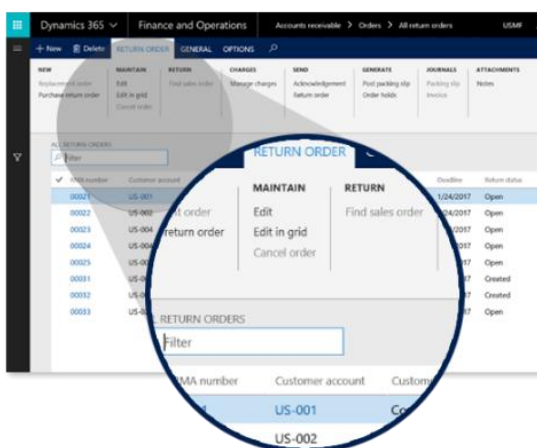 Dynamics 365 Finance and Operations Accounts receivable > Orders > All return orders USMF
+ New Delete RETURN ORDER GENERAL OPTIONS
NEW MAINTAIN RETURN CHARGES SEND GENERATE JOURNALS ATTACHMENTS
Replacement order Edit Find sales order Manage charges Acknowledgement Post packing slip Packing slip Notes
Purchase return order Edit in grid Return order Order holds Invoice
Cancel order
ALL RETURN ORDERS
Filter
RMA number Customer account Deadline Return status
00021 US-001 1/24/2017 Open
00022 US-002 Open
00023 US-004 Open
00024 US-004 Open
00025 Open
00031 Created
00032 Created
00033 Open
RETURN ORDER
MAINTAIN RETURN
Edit Find sales order
return order Edit in grid
Cancel order
RETURN ORDERS
Filter
RMA number Customer account
US-001
US-002